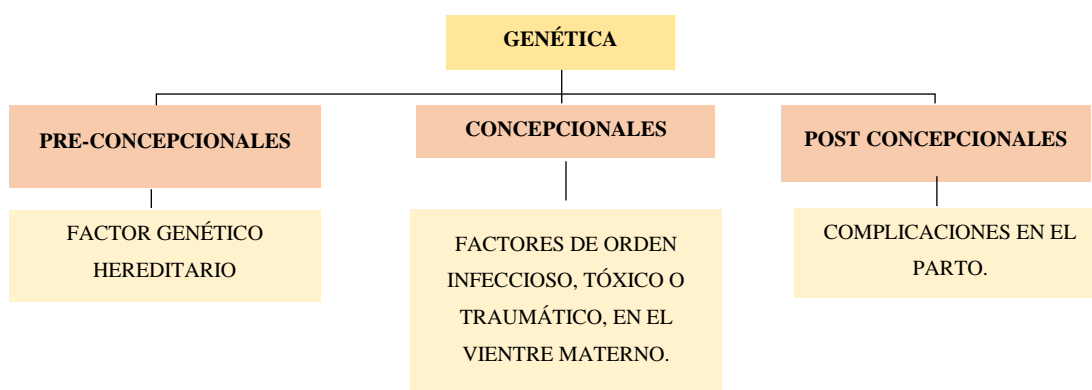 GENÉTICA
PRE-CONCEPCIONALES
CONCEPCIONALES
POST CONCEPCIONALES
FACTOR GENÉTICO
HEREDITARIO
FACTORES DE ORDEN
INFECCIOSO, TÓXICO O
TRAUMÁTICO, EN EL
VIENTRE MATERNO.
COMPLICACIONES EN EL
PARTO.